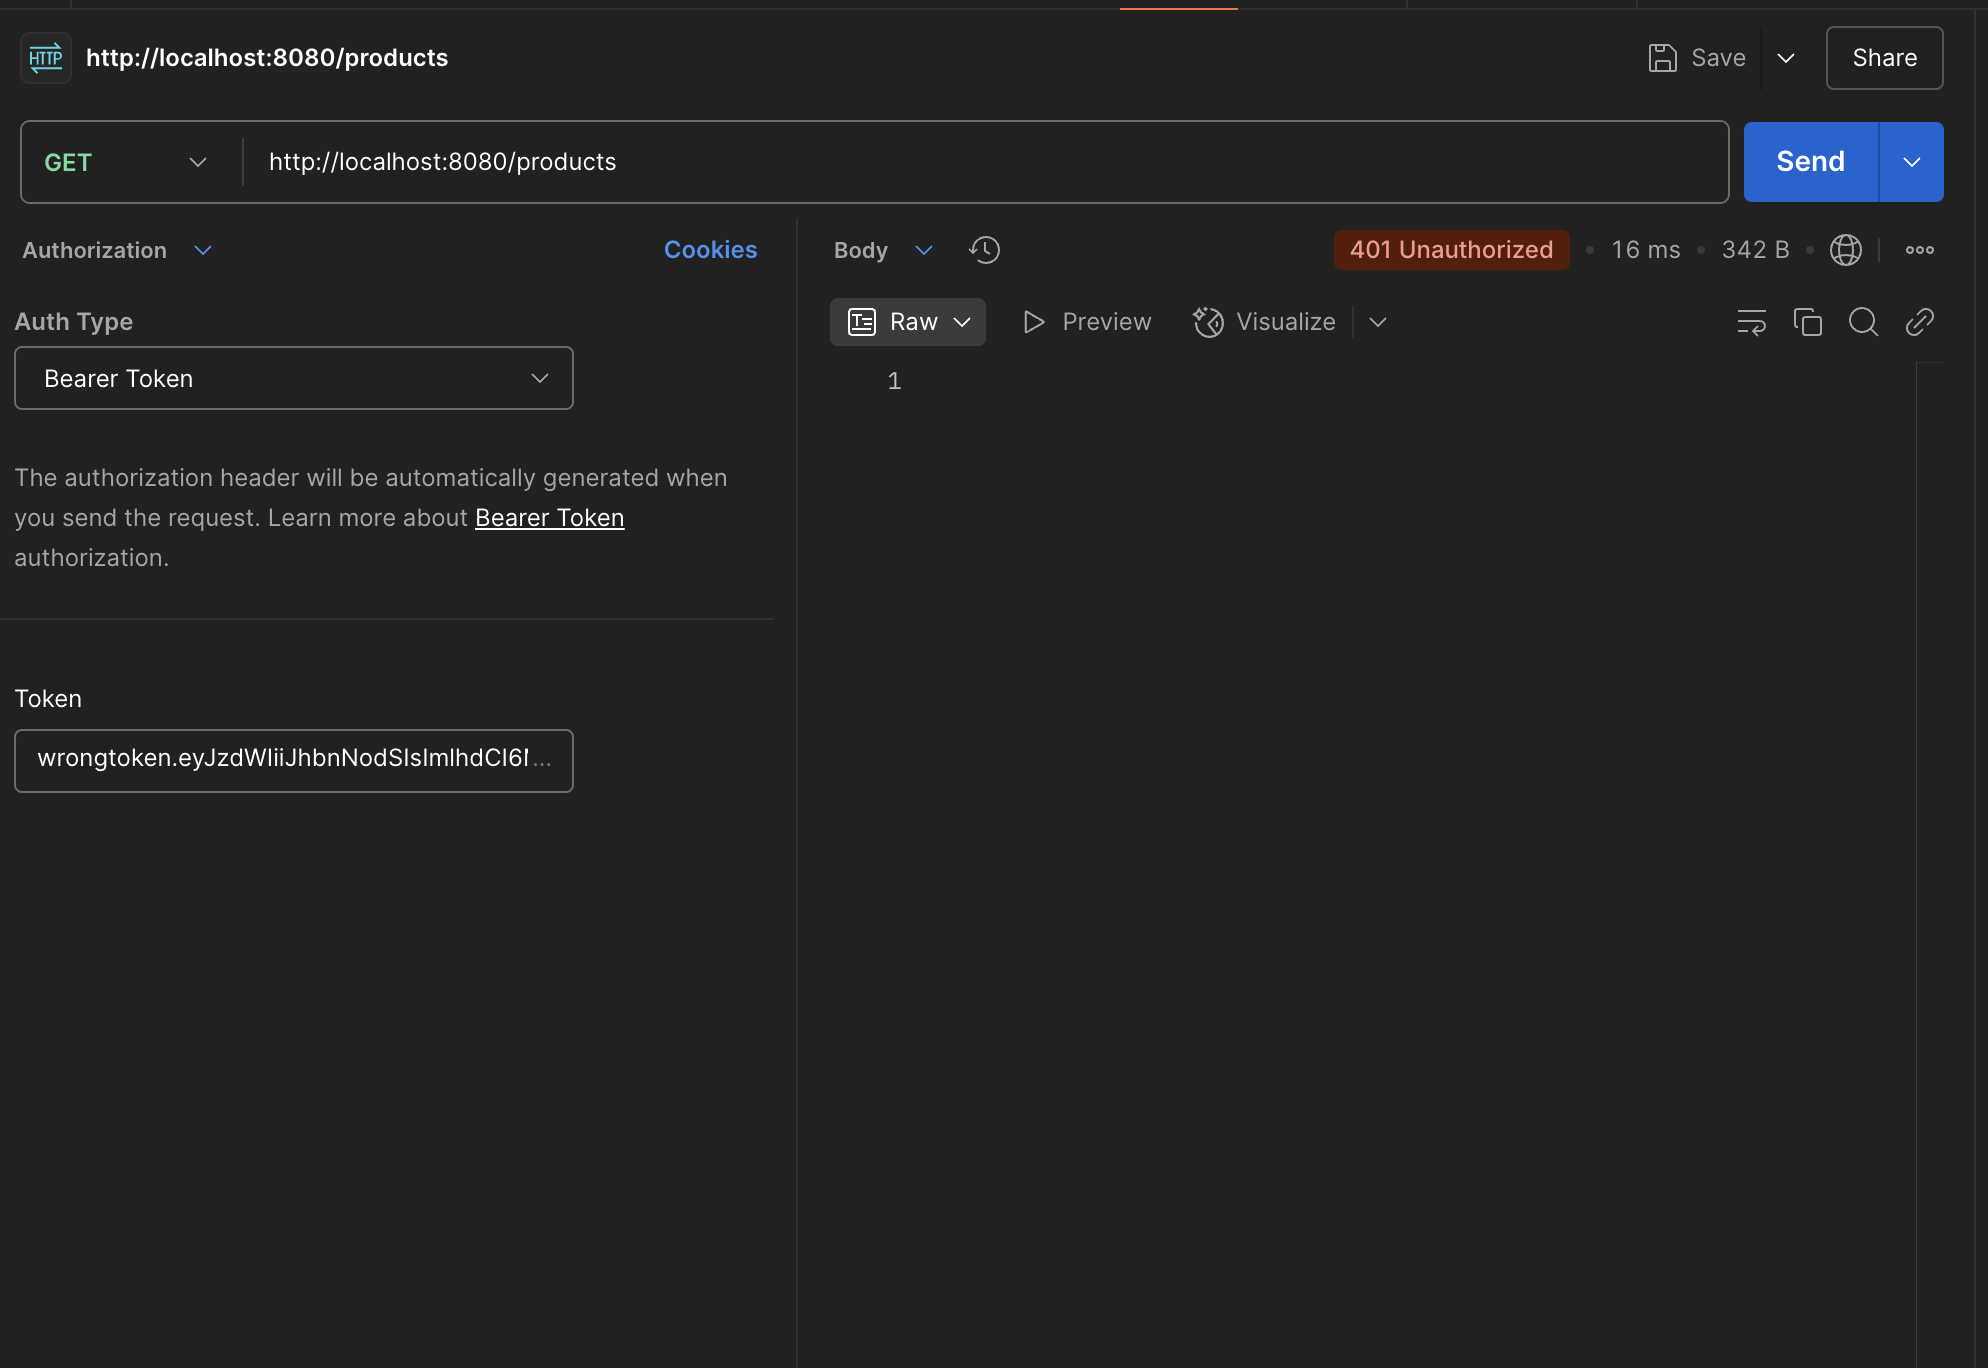 HTTP http://localhost:8080/products Save Share
GET http://localhost:8080/products Send
Authorization Cookies
Auth Type
Bearer Token
The authorization header will be automatically generated when
you send the request. Learn more about Bearer Token
authorization.
Token
wrongtoken.eyJzdWIiiJhbnNodSIsImlhdCI6I...
Body 401 Unauthorized • 16 ms • 342 B •
Raw Preview Visualize
1